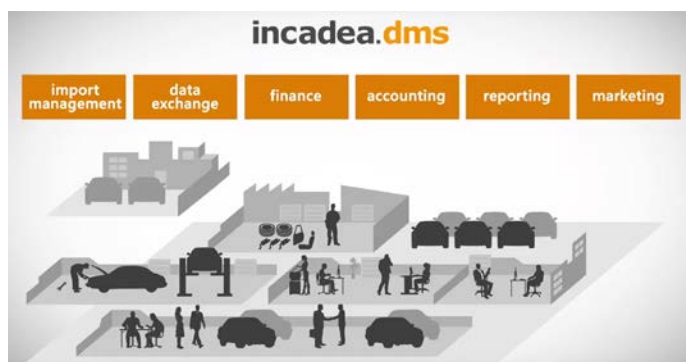 incadea.dms
import
management
data
exchange
finance
accounting
reporting
marketing